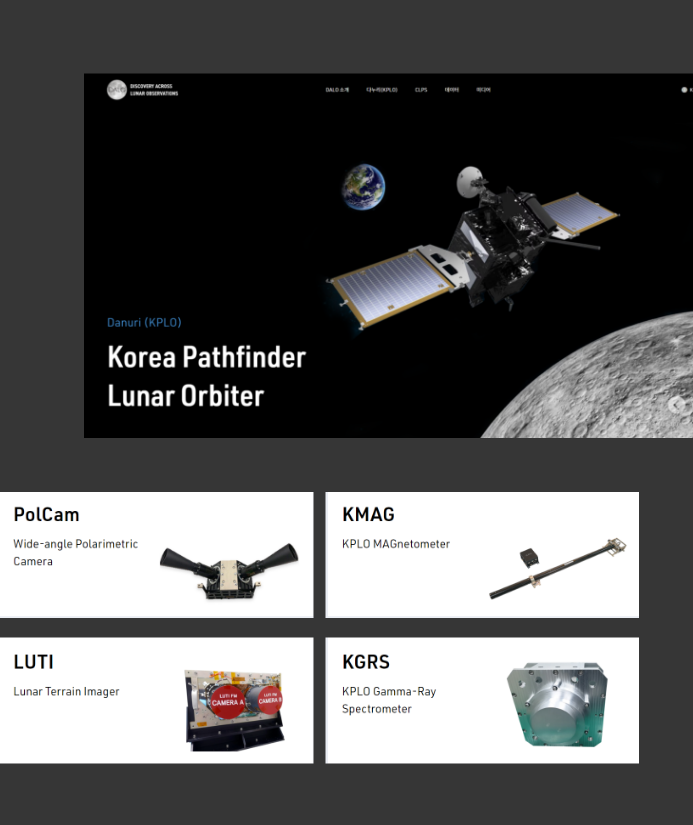 DISCOVERY ACROSS
LUNAR OBSERVATIONS
DALO 소개
다누리(KPLO)
CLPS
데이터
미디어
Danuri (KPLO)
Korea Pathfinder
Lunar Orbiter
PolCam
Wide-angle Polarimetric
Camera
KMAG
KPLO MAGnetometer
LUTI
Lunar Terrain Imager
LUTI FM
CAMERA A
LUTI FM
CAMERA B
KGRS
KPLO Gamma-Ray
Spectrometer